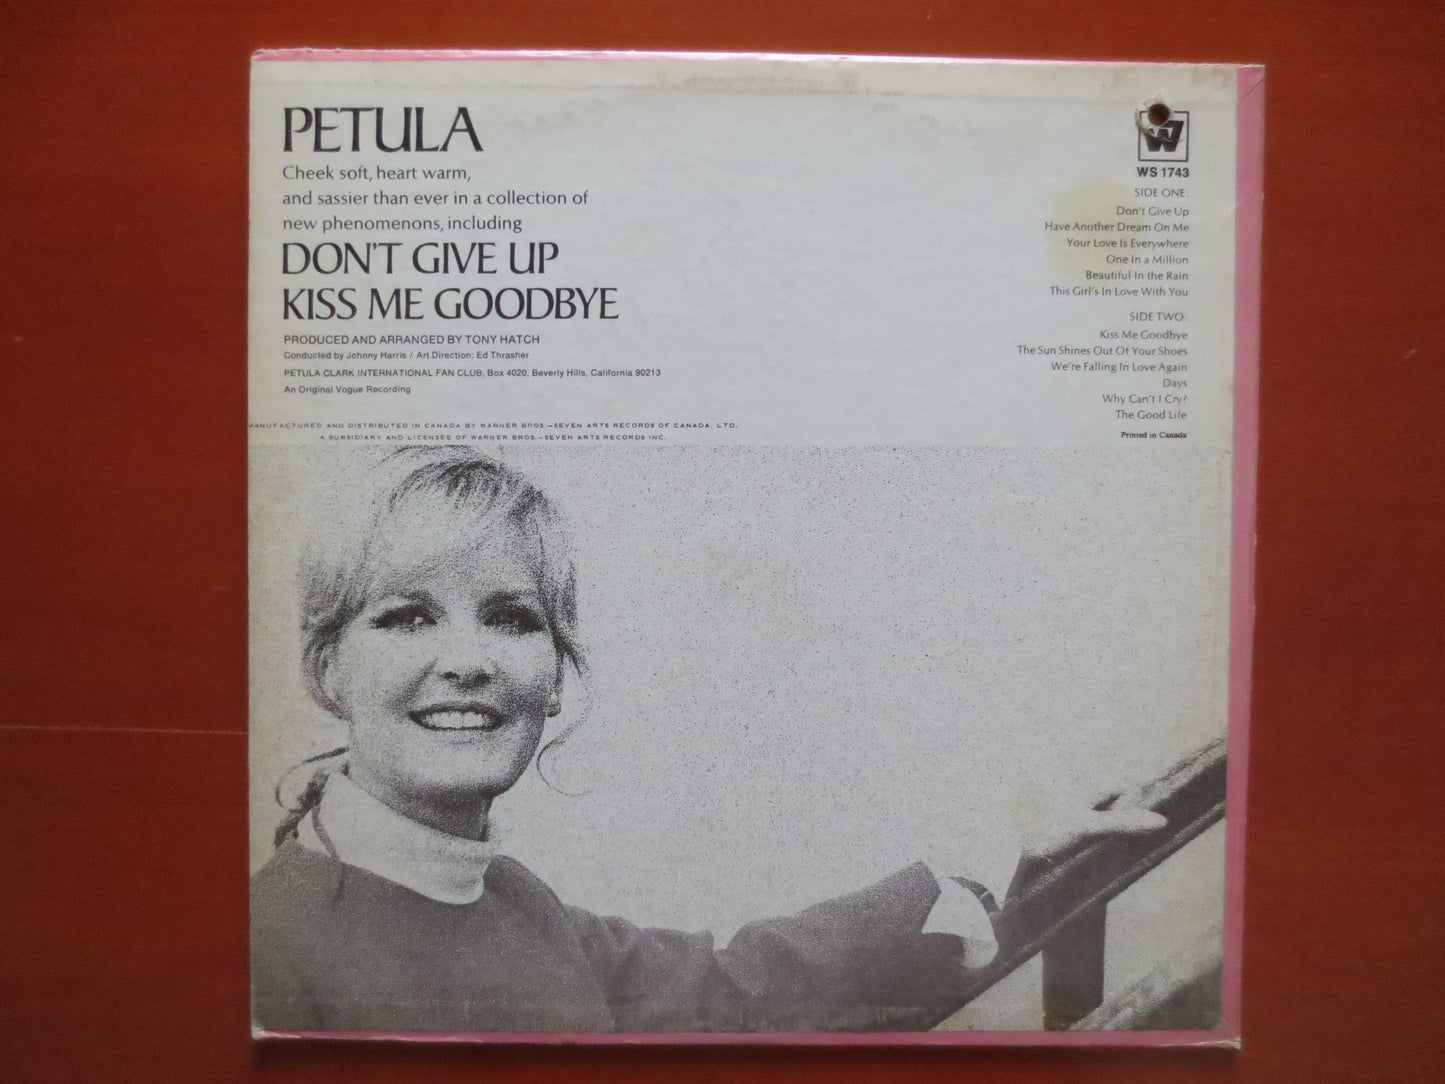 PETULA
Cheek soft, heart warm,
and sassier than ever in a collection of
new phenomenons, including
DON'T GIVE UP
KISS ME GOODBYE
PRODUCED AND ARRANGED BY TONY HATCH
Conducted by Johnny Harris / Art Direction: Ed Thrasher
PETULA CLARK INTERNATIONAL FAN CLUB, Box 4020, Beverly Hills, California 90213
An Original Vogue Recording
MANUFACTURED AND DISTRIBUTED IN CANADA BY WARNER BROS.–SEVEN ARTS RECORDS OF CANADA, LTD.
A SUBSIDIARY AND LICENSEE OF WARNER BROS.–SEVEN ARTS RECORDS INC.
W7
WS 1743
SIDE ONE:
Don't Give Up
Have Another Dream On Me
Your Love Is Everywhere
One In a Million
Beautiful In the Rain
This Girl's In Love With You
SIDE TWO:
Kiss Me Goodbye
The Sun Shines Out Of Your Shoes
We're Falling In Love Again
Days
Why Can't I Cry?
The Good Life
Printed in Canada